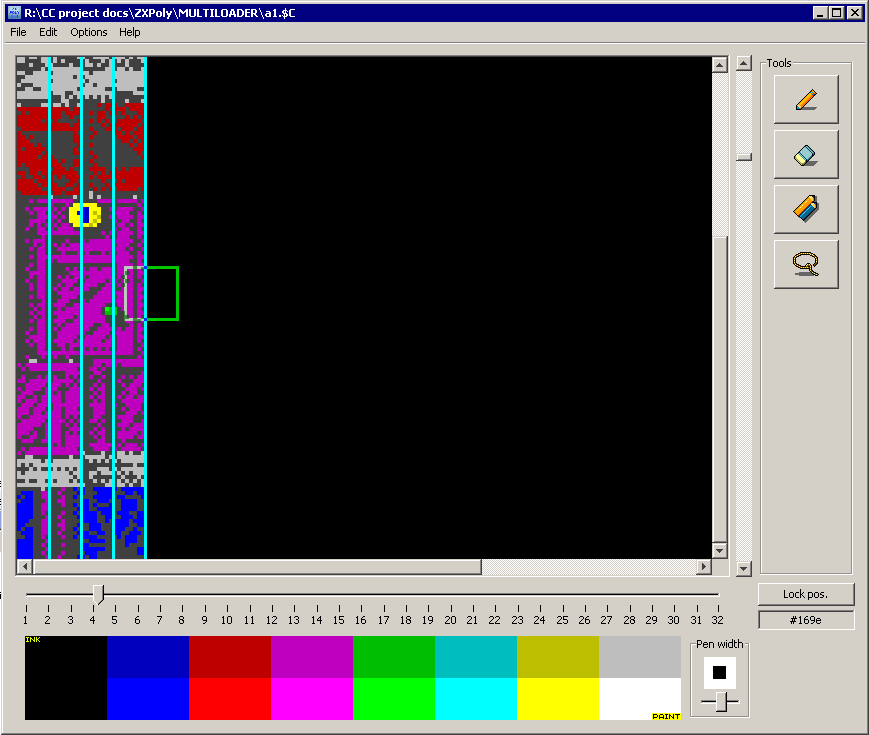 R:\CC project docs\ZXPoly\MULTILOADER\a1.$C
File Edit Options Help
Tools
Lock pos.
1 2 3 4 5 6 7 8 9 10 11 12 13 14 15 16 17 18 19 20 21 22 23 24 25 26 27 28 29 30 31 32
#169e
INK
Pen width
PAINT